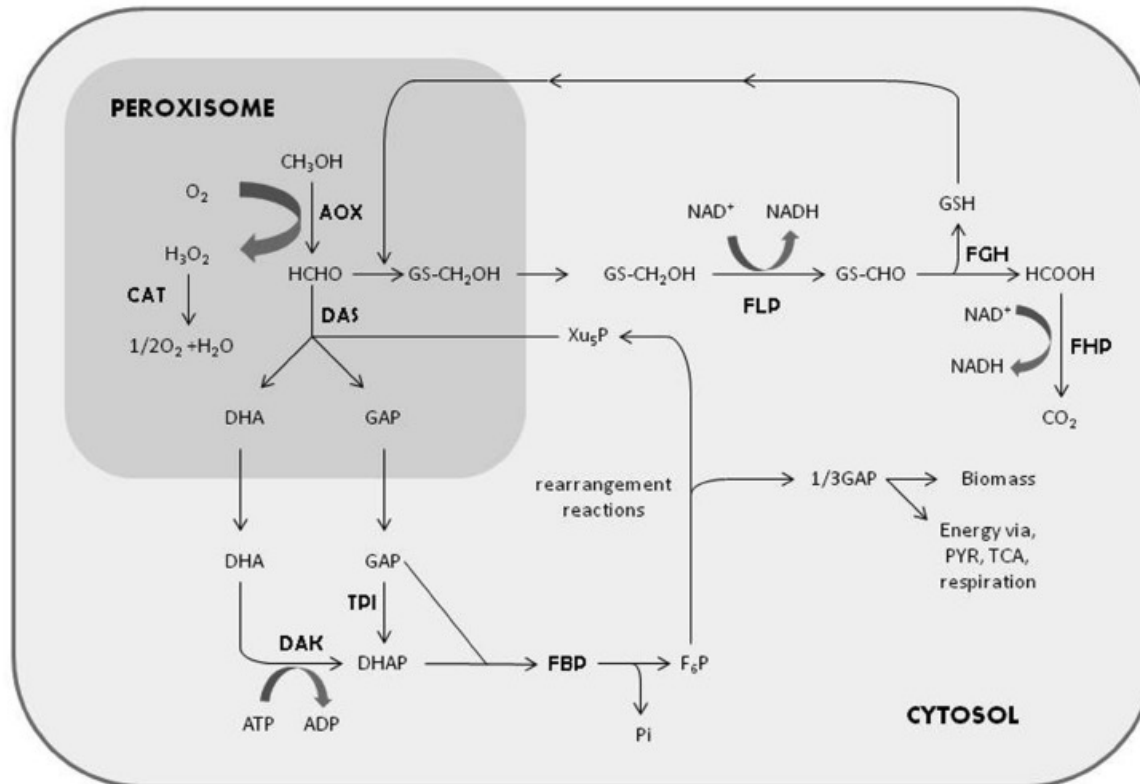 PEROXISOME
CH₃OH
O₂
AOX
H₃O₂
HCHO
GS-CH₂OH
CAT
DAS
1/2O₂ +H₂O
DHA
GAP
GS-CH₂OH
NAD⁺
NADH
FLP
GS-CHO
GSH
FGH
HCOOH
NAD⁺
NADH
FHP
CO₂
Xu₅P
rearrangement
reactions
1/3GAP
Biomass
Energy via,
PYR, TCA,
respiration
DHA
GAP
TPI
DAK
DHAP
FBP
F₆P
ATP
ADP
Pi
CYTOSOL